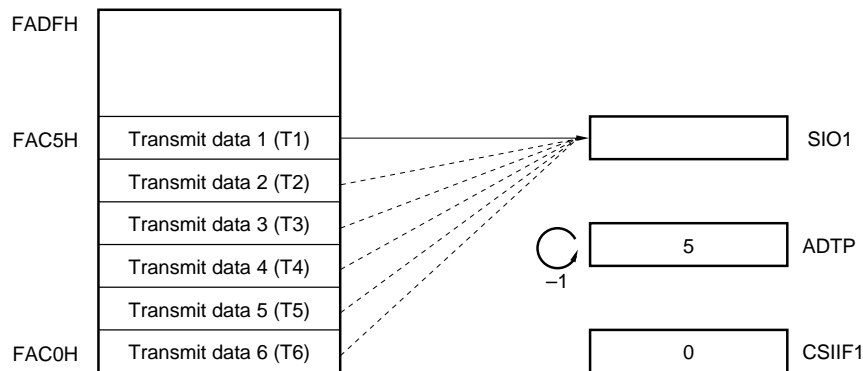 FADFH
FAC5H Transmit data 1 (T1) SIO1
Transmit data 2 (T2)
Transmit data 3 (T3)
5 ADTP
Transmit data 4 (T4)
–1
Transmit data 5 (T5)
FAC0H Transmit data 6 (T6) 0 CSIIF1